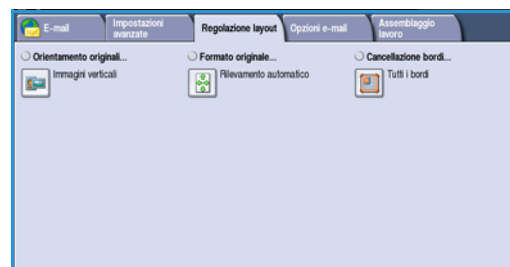 E-mail
Impostazioni
avanzate
Regolazione layout
Opzioni e-mail
Assemblaggio
lavoro
Orientamento originali...
Formato originale...
Cancellazione bordi...
Immagini verticali
Rilevamento automatico
Tutti i bordi